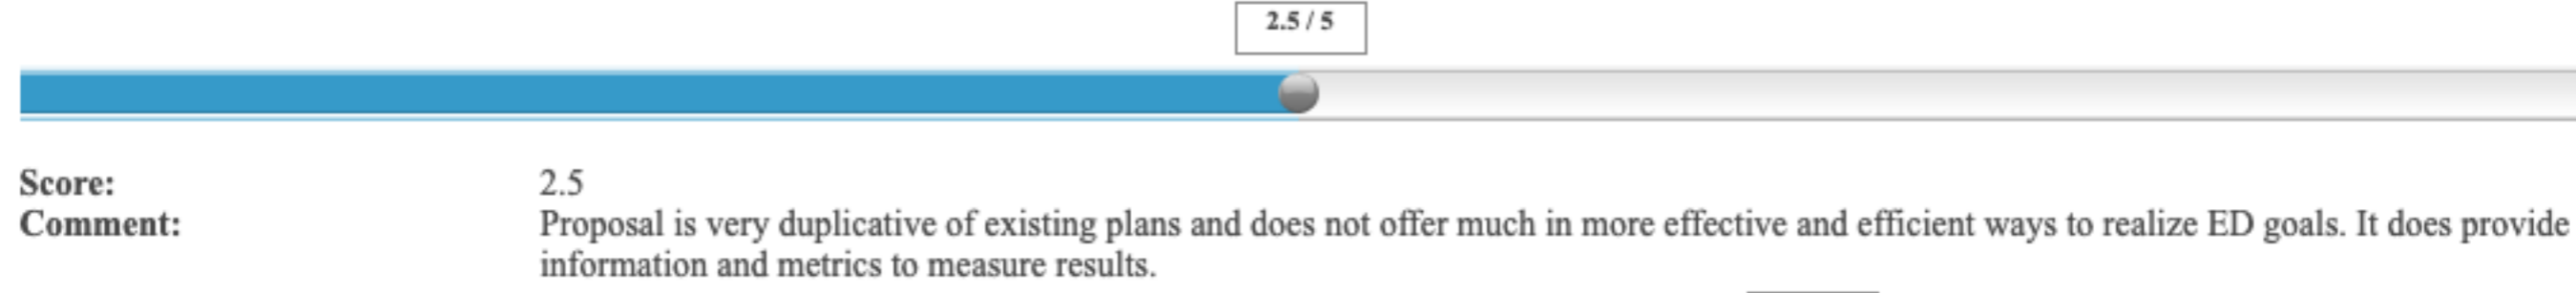 2.5 / 5
Score: 2.5
Comment: Proposal is very duplicative of existing plans and does not offer much in more effective and efficient ways to realize ED goals. It does provide
information and metrics to measure results.